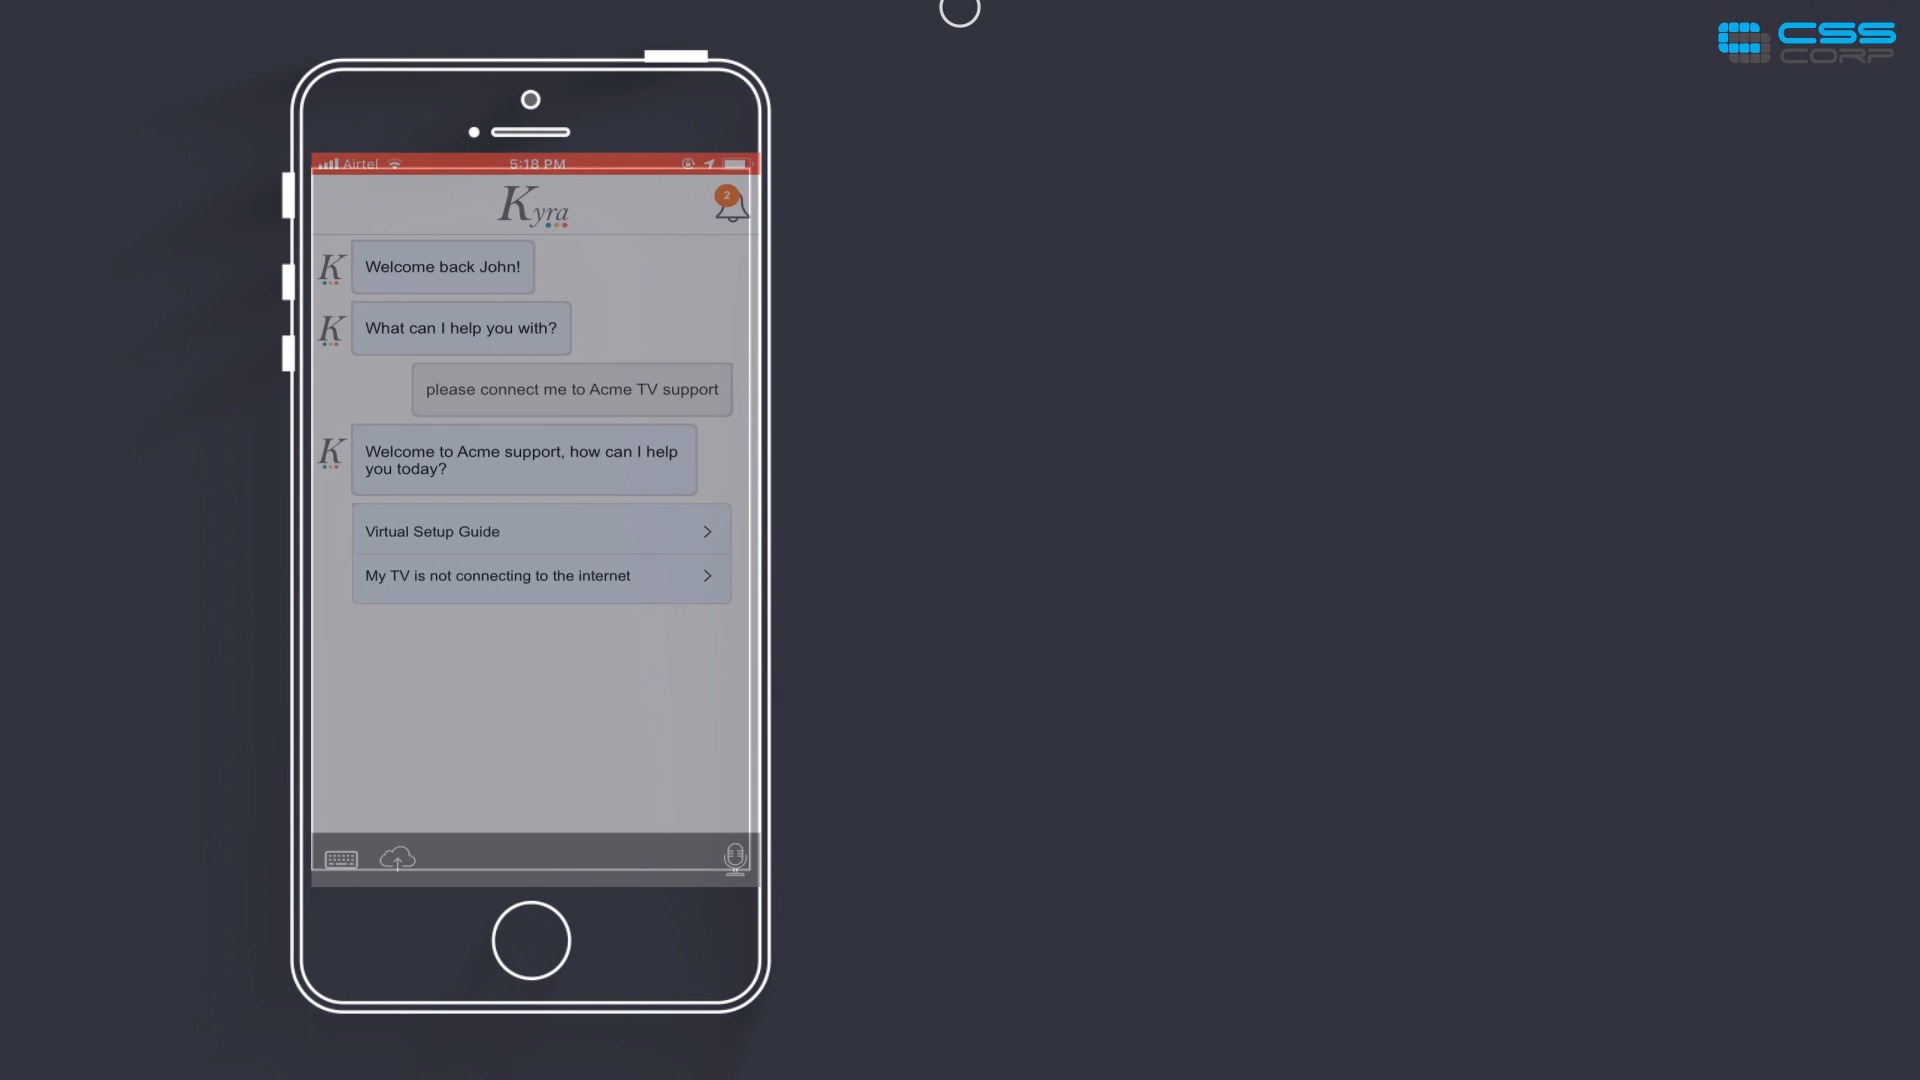 CSS
CORP
Airtel
5:18 PM
Kyra
2
K
Welcome back John!
K
What can I help you with?
please connect me to Acme TV support
K
Welcome to Acme support, how can I help
you today?
Virtual Setup Guide
My TV is not connecting to the internet